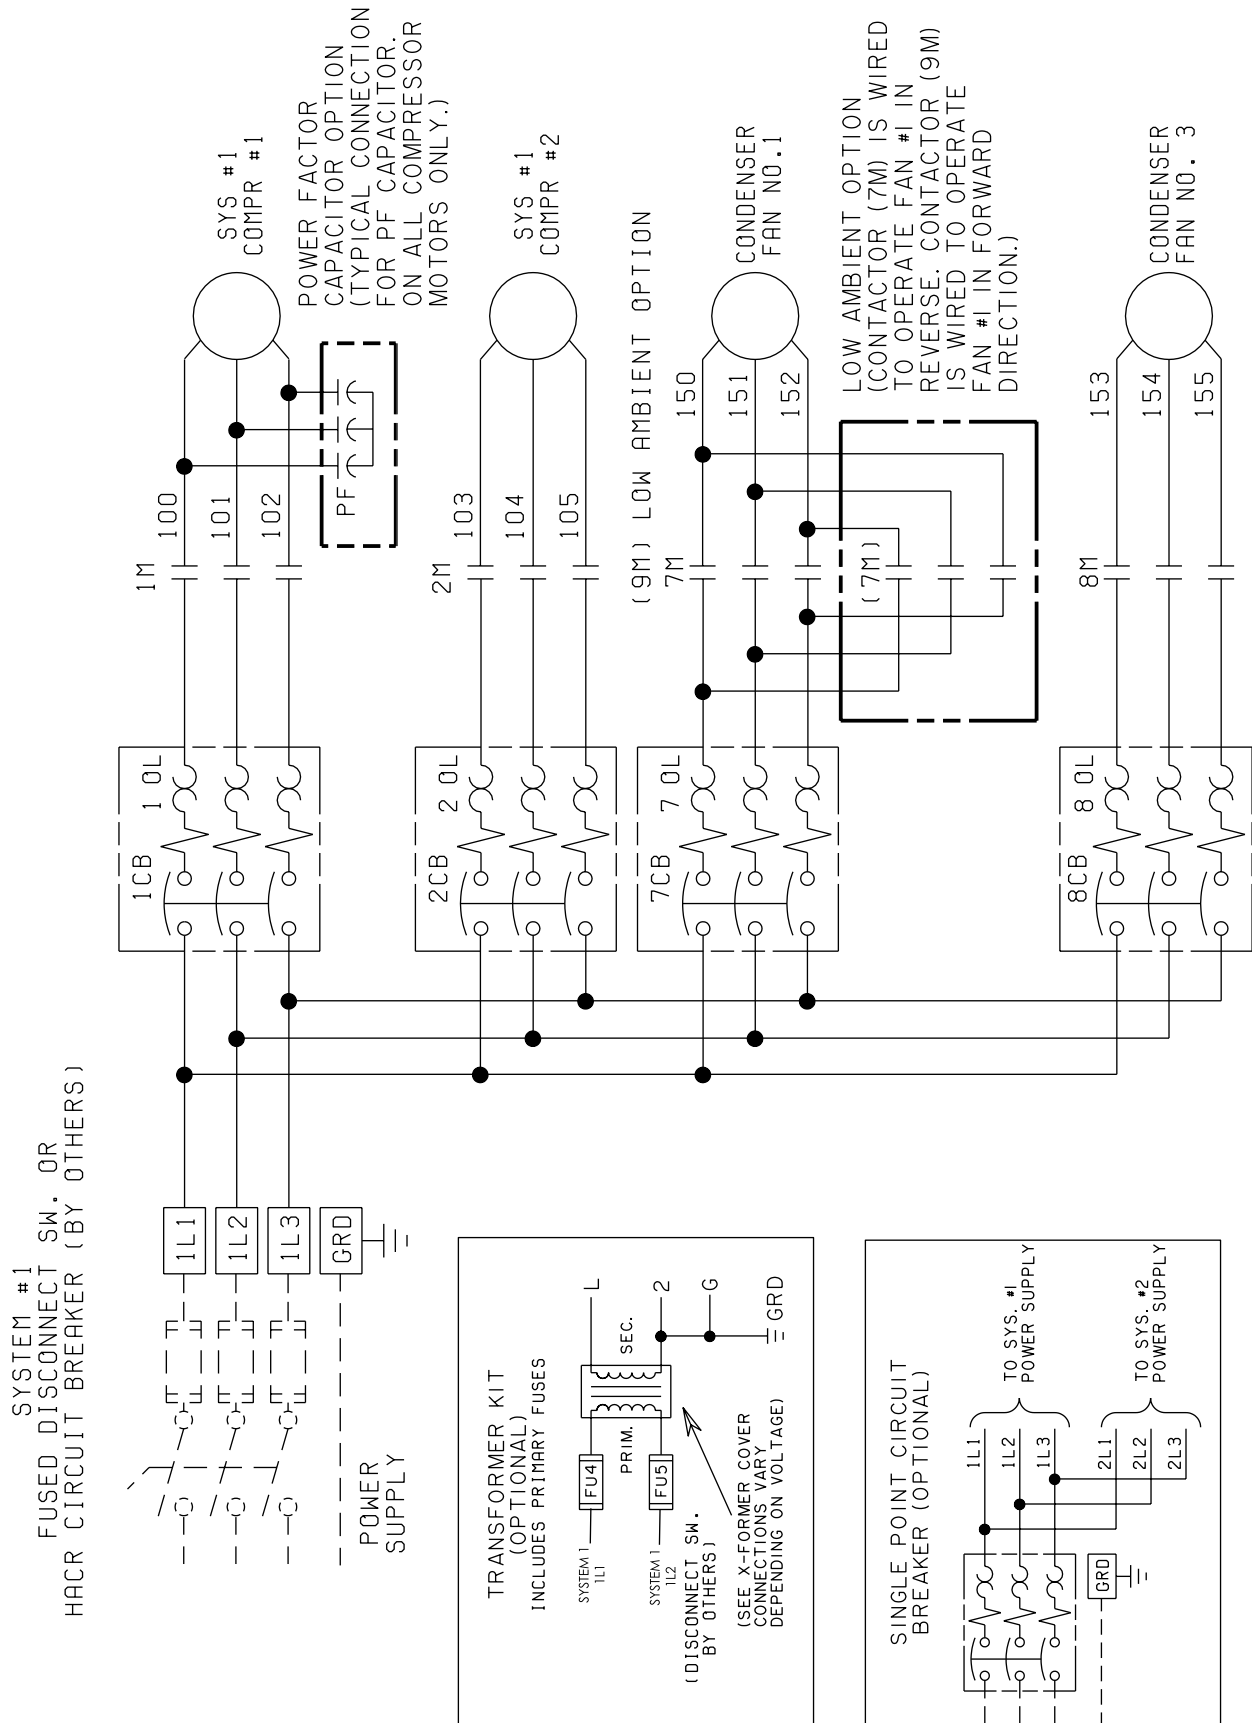 SYSTEM #1
FUSED DISCONNECT SW. OR
HACR CIRCUIT BREAKER (BY OTHERS)
1L1
1L2
1L3
GRD
POWER
SUPPLY
1CB
1 OL
1M
100
101
102
PF
SYS #1
COMPR #1
POWER FACTOR
CAPACITOR OPTION
(TYPICAL CONNECTION
FOR PF CAPACITOR.
ON ALL COMPRESSOR
MOTORS ONLY.)
2CB
2 OL
2M
103
104
105
SYS #1
COMPR #2
(9M) LOW AMBIENT OPTION
7CB
7 OL
7M
150
151
152
(7M)
CONDENSER
FAN NO.1
LOW AMBIENT OPTION
(CONTACTOR (7M) IS WIRED
TO OPERATE FAN #1 IN
REVERSE. CONTACTOR (9M)
IS WIRED TO OPERATE
FAN #1 IN FORWARD
DIRECTION.)
8CB
8 OL
8M
153
154
155
CONDENSER
FAN NO. 3
TRANSFORMER KIT
(OPTIONAL)
INCLUDES PRIMARY FUSES
SYSTEM 1
1L1
FU4
L
PRIM.
SEC.
SYSTEM 1
1L2
FU5
2
G
GRD
(DISCONNECT SW.
BY OTHERS)
(SEE X-FORMER COVER
CONNECTIONS VARY
DEPENDING ON VOLTAGE)
SINGLE POINT CIRCUIT
BREAKER (OPTIONAL)
1L1
1L2
1L3
TO SYS. #1
POWER SUPPLY
2L1
2L2
2L3
TO SYS. #2
POWER SUPPLY
GRD